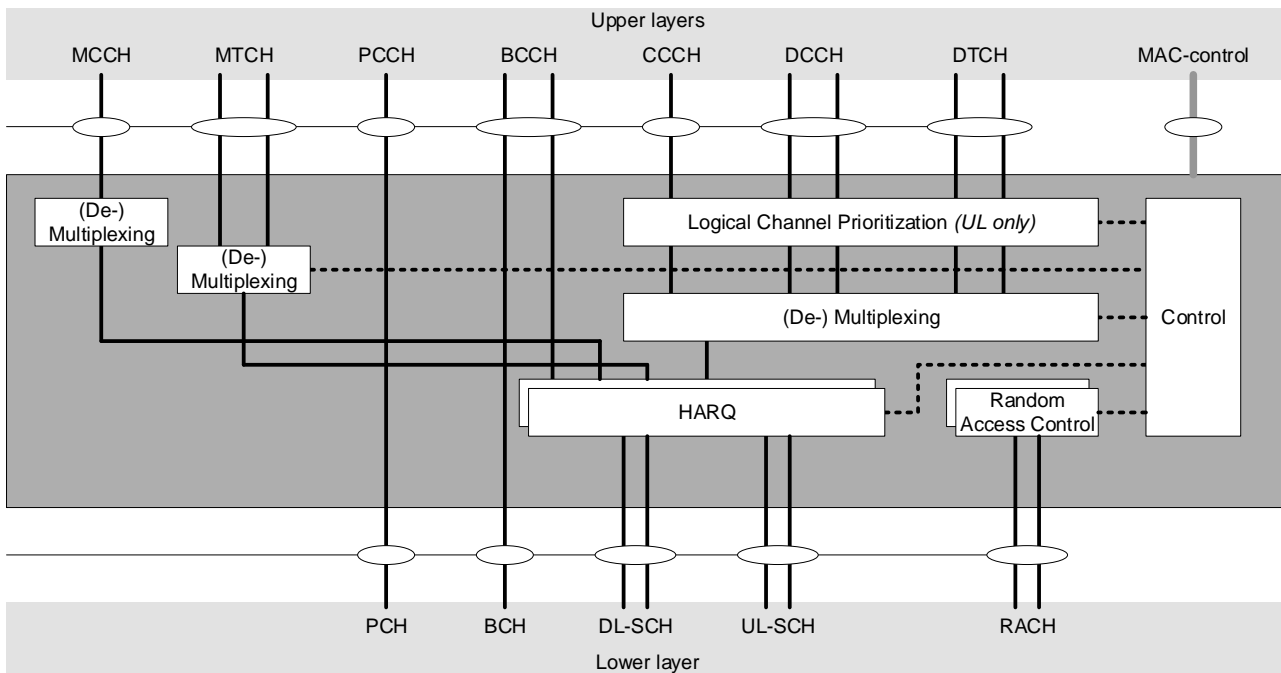 Upper layers
MCCH MTCH PCCH BCCH CCCH DCCH DTCH MAC-control
(De-)
Multiplexing
Logical Channel Prioritization (UL only)
(De-)
Multiplexing
(De-) Multiplexing
Control
HARQ
Random
Access Control
PCH BCH DL-SCH UL-SCH RACH
Lower layer